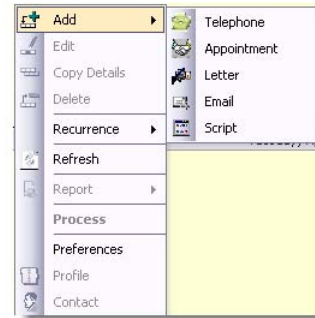 Add
Telephone
Appointment
Letter
Email
Script
Edit
Copy Details
Delete
Recurrence
Refresh
Report
Process
Preferences
Profile
Contact